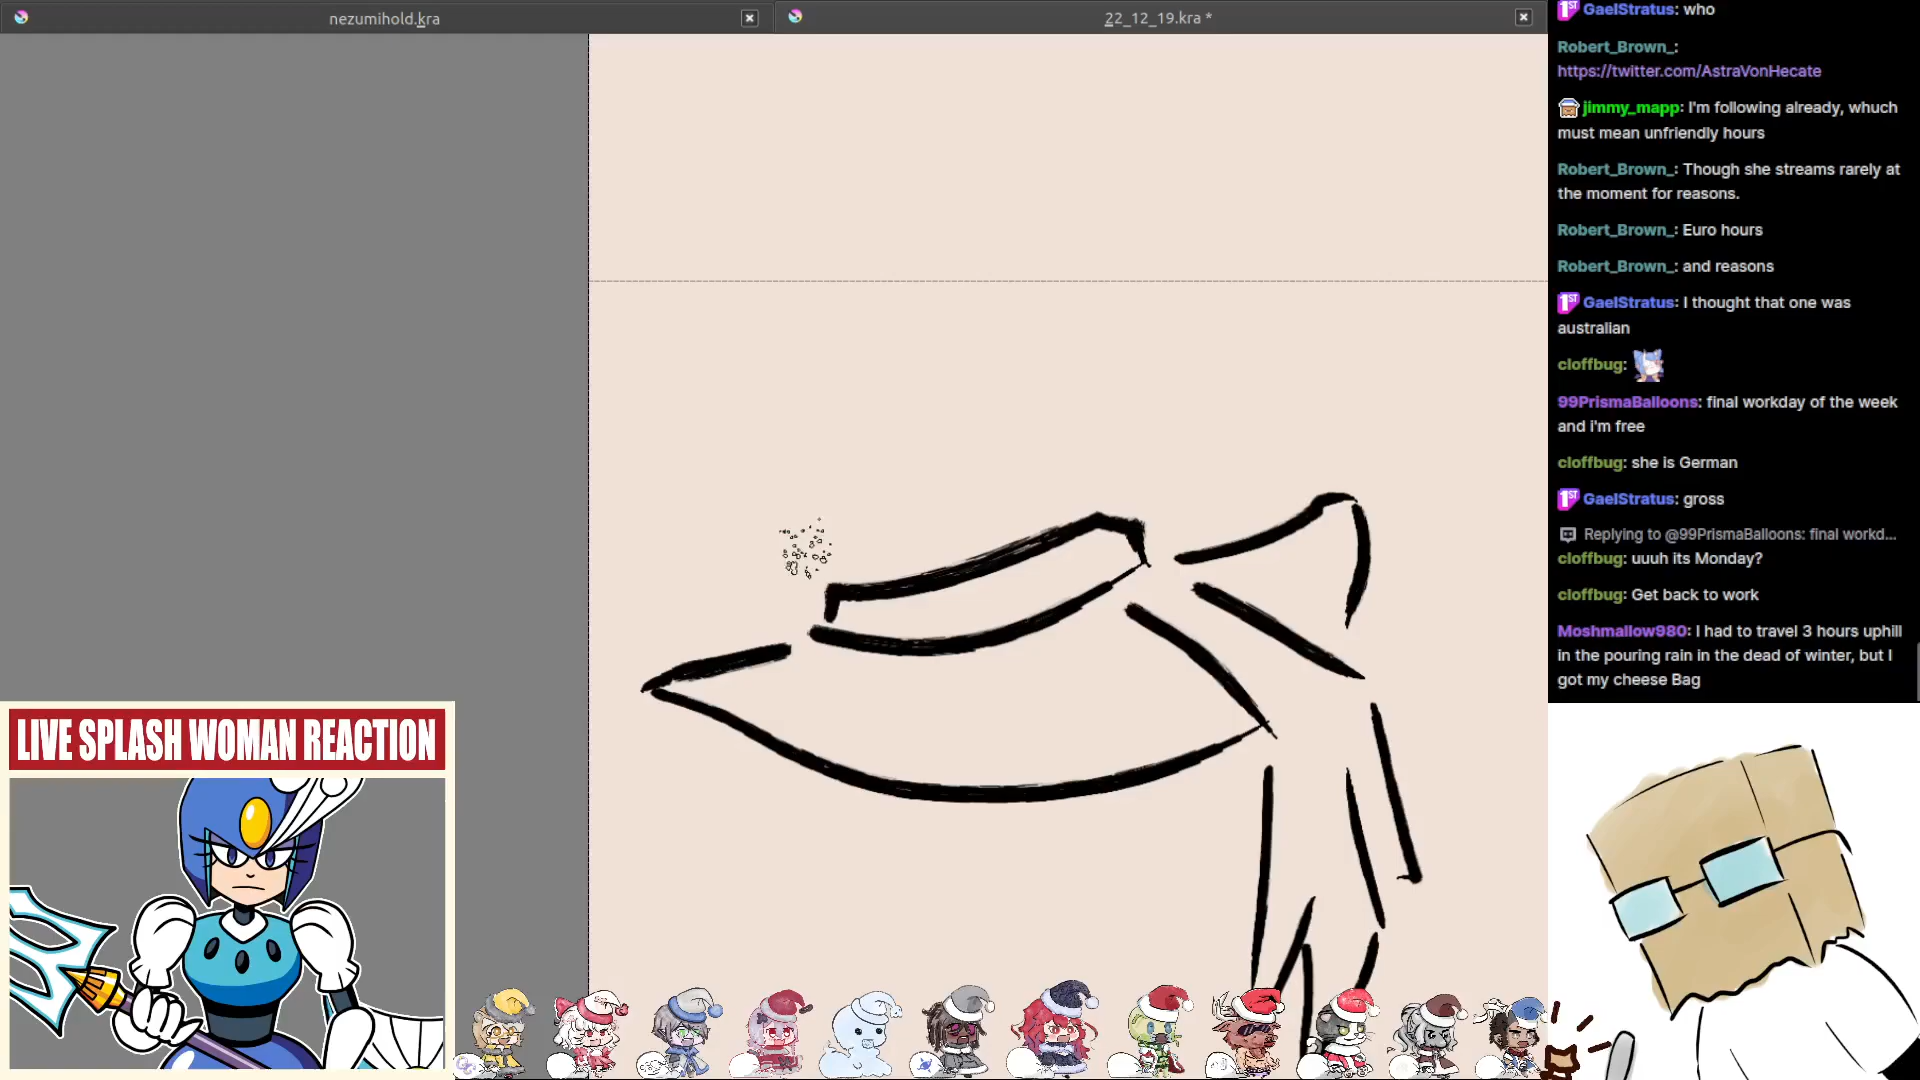 nezumihold.kra
22_12_19.kra *
GaelStratus: who
Robert_Brown_:
https://twitter.com/AstraVonHecate
jimmy_mapp: I'm following already, whuch
must mean unfriendly hours
Robert_Brown_: Though she streams rarely at
the moment for reasons.
Robert_Brown_: Euro hours
Robert_Brown_: and reasons
GaelStratus: I thought that one was
australian
cloffbug:
99PrismaBalloons: final workday of the week
and i'm free
cloffbug: she is German
GaelStratus: gross
Replying to @99PrismaBalloons: final workd...
cloffbug: uuuh its Monday?
cloffbug: Get back to work
Moshmallow980: I had to travel 3 hours uphill
in the pouring rain in the dead of winter, but I
got my cheese Bag
LIVE SPLASH WOMAN REACTION